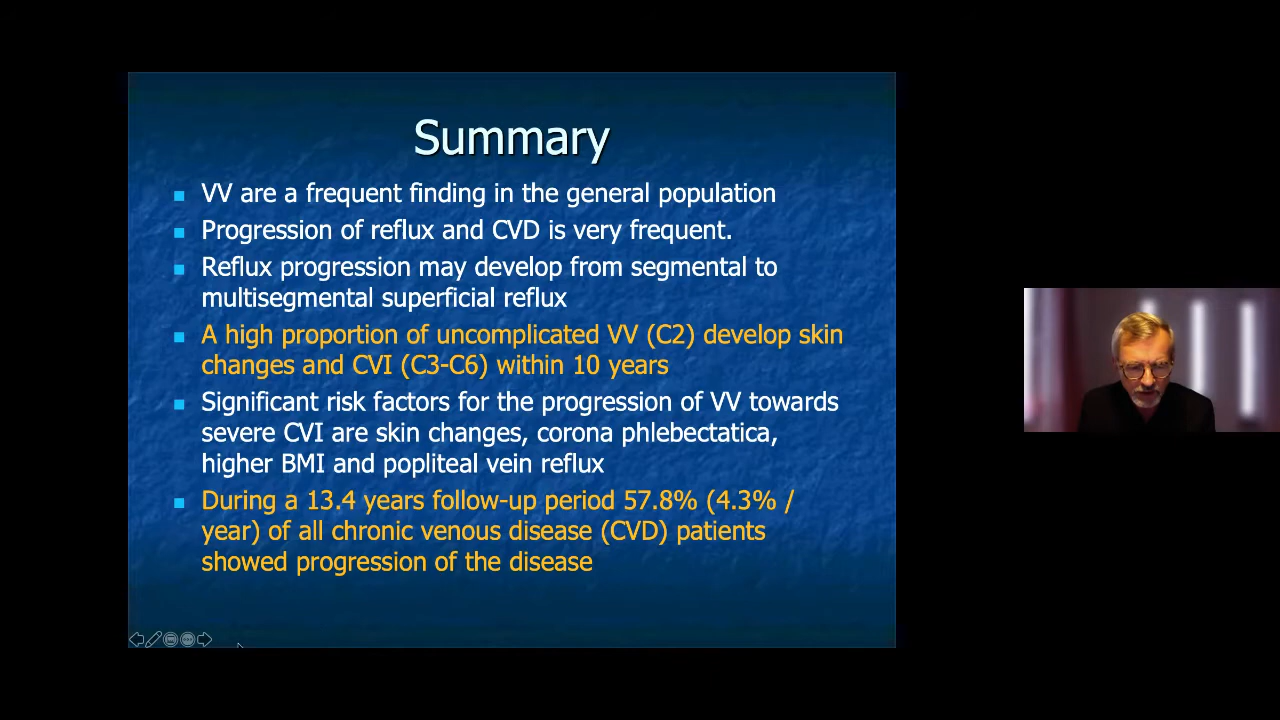 Summary
VV are a frequent finding in the general population
Progression of reflux and CVD is very frequent.
Reflux progression may develop from segmental to
multisegmental superficial reflux
A high proportion of uncomplicated VV (C2) develop skin
changes and CVI (C3-C6) within 10 years
Significant risk factors for the progression of VV towards
severe CVI are skin changes, corona phlebectatica,
higher BMI and popliteal vein reflux
During a 13.4 years follow-up period 57.8% (4.3% /
year) of all chronic venous disease (CVD) patients
showed progression of the disease